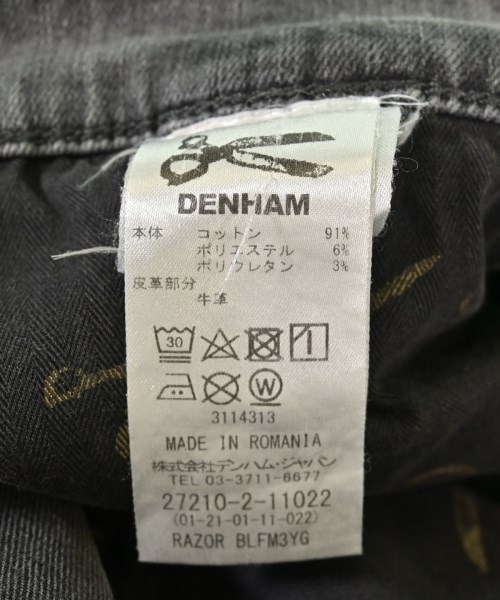 DENHAM
本体 コットン 91%
ポリエステル 6%
ポリウレタン 3%
皮革部分
牛革
30
W
3114313
MADE IN ROMANIA
株式会社デンハム・ジャパン
TEL 03-3711-6677
27210-2-11022
(01-21-01-11-022)
RAZOR BLFM3YG